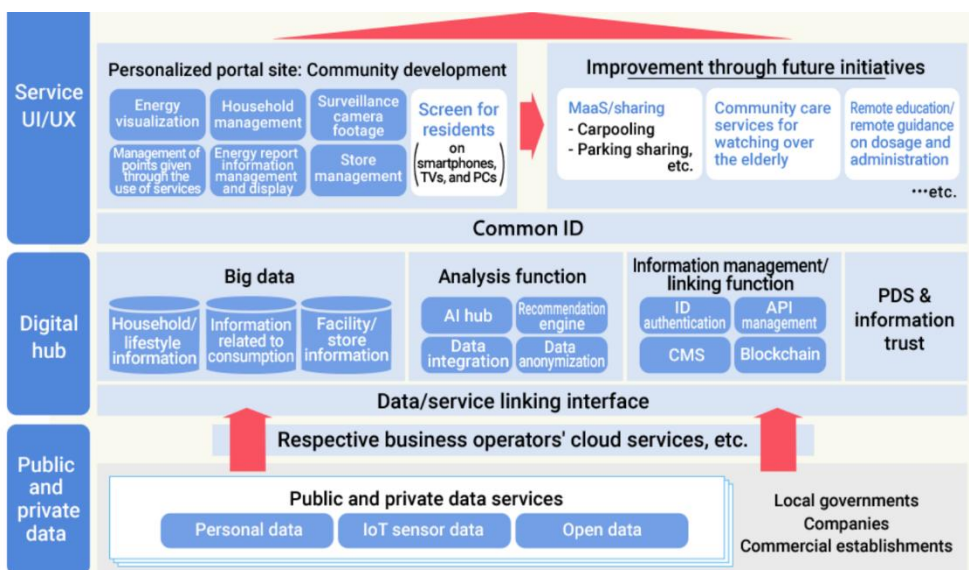 Service
UI/UX
Personalized portal site: Community development
Energy
visualization
Household
management
Surveillance
camera
footage
Management of
points given
through the
use of services
Energy report
information
management
and display
Store
management
Screen for
residents
( on
smartphones,
TVs, and PCs )
Improvement through future initiatives
MaaS/sharing
- Carpooling
- Parking sharing,
etc.
Community care
services for
watching over
the elderly
Remote education/
remote guidance
on dosage and
administration
···etc.
Common ID
Digital
hub
Big data
Household/
lifestyle
information
Information
related to
consumption
Facility/
store
information
Analysis function
AI hub
Recommendation
engine
Data
integration
Data
anonymization
Information management/
linking function
ID
authentication
API
management
CMS
Blockchain
PDS &
information
trust
Data/service linking interface
Public
and
private
data
Respective business operators' cloud services, etc.
Public and private data services
Personal data
IoT sensor data
Open data
Local governments
Companies
Commercial establishments